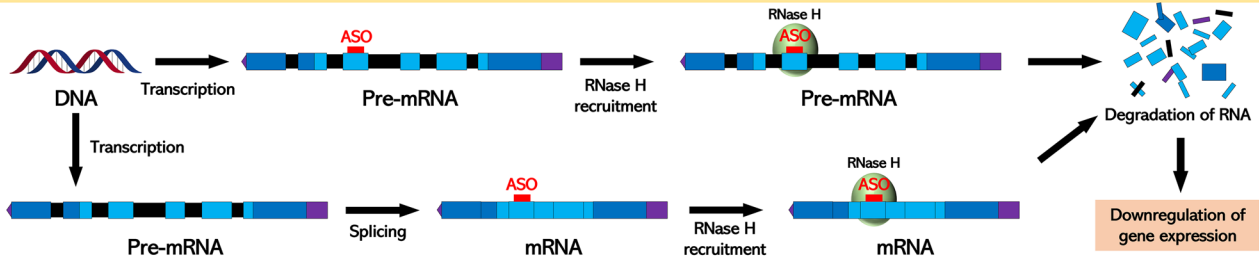 DNA
Transcription
ASO
Pre-mRNA
RNase H
recruitment
RNase H
ASO
Pre-mRNA
Degradation of RNA
Transcription
Pre-mRNA
Splicing
ASO
mRNA
RNase H
recruitment
RNase H
ASO
mRNA
Downregulation of
gene expression